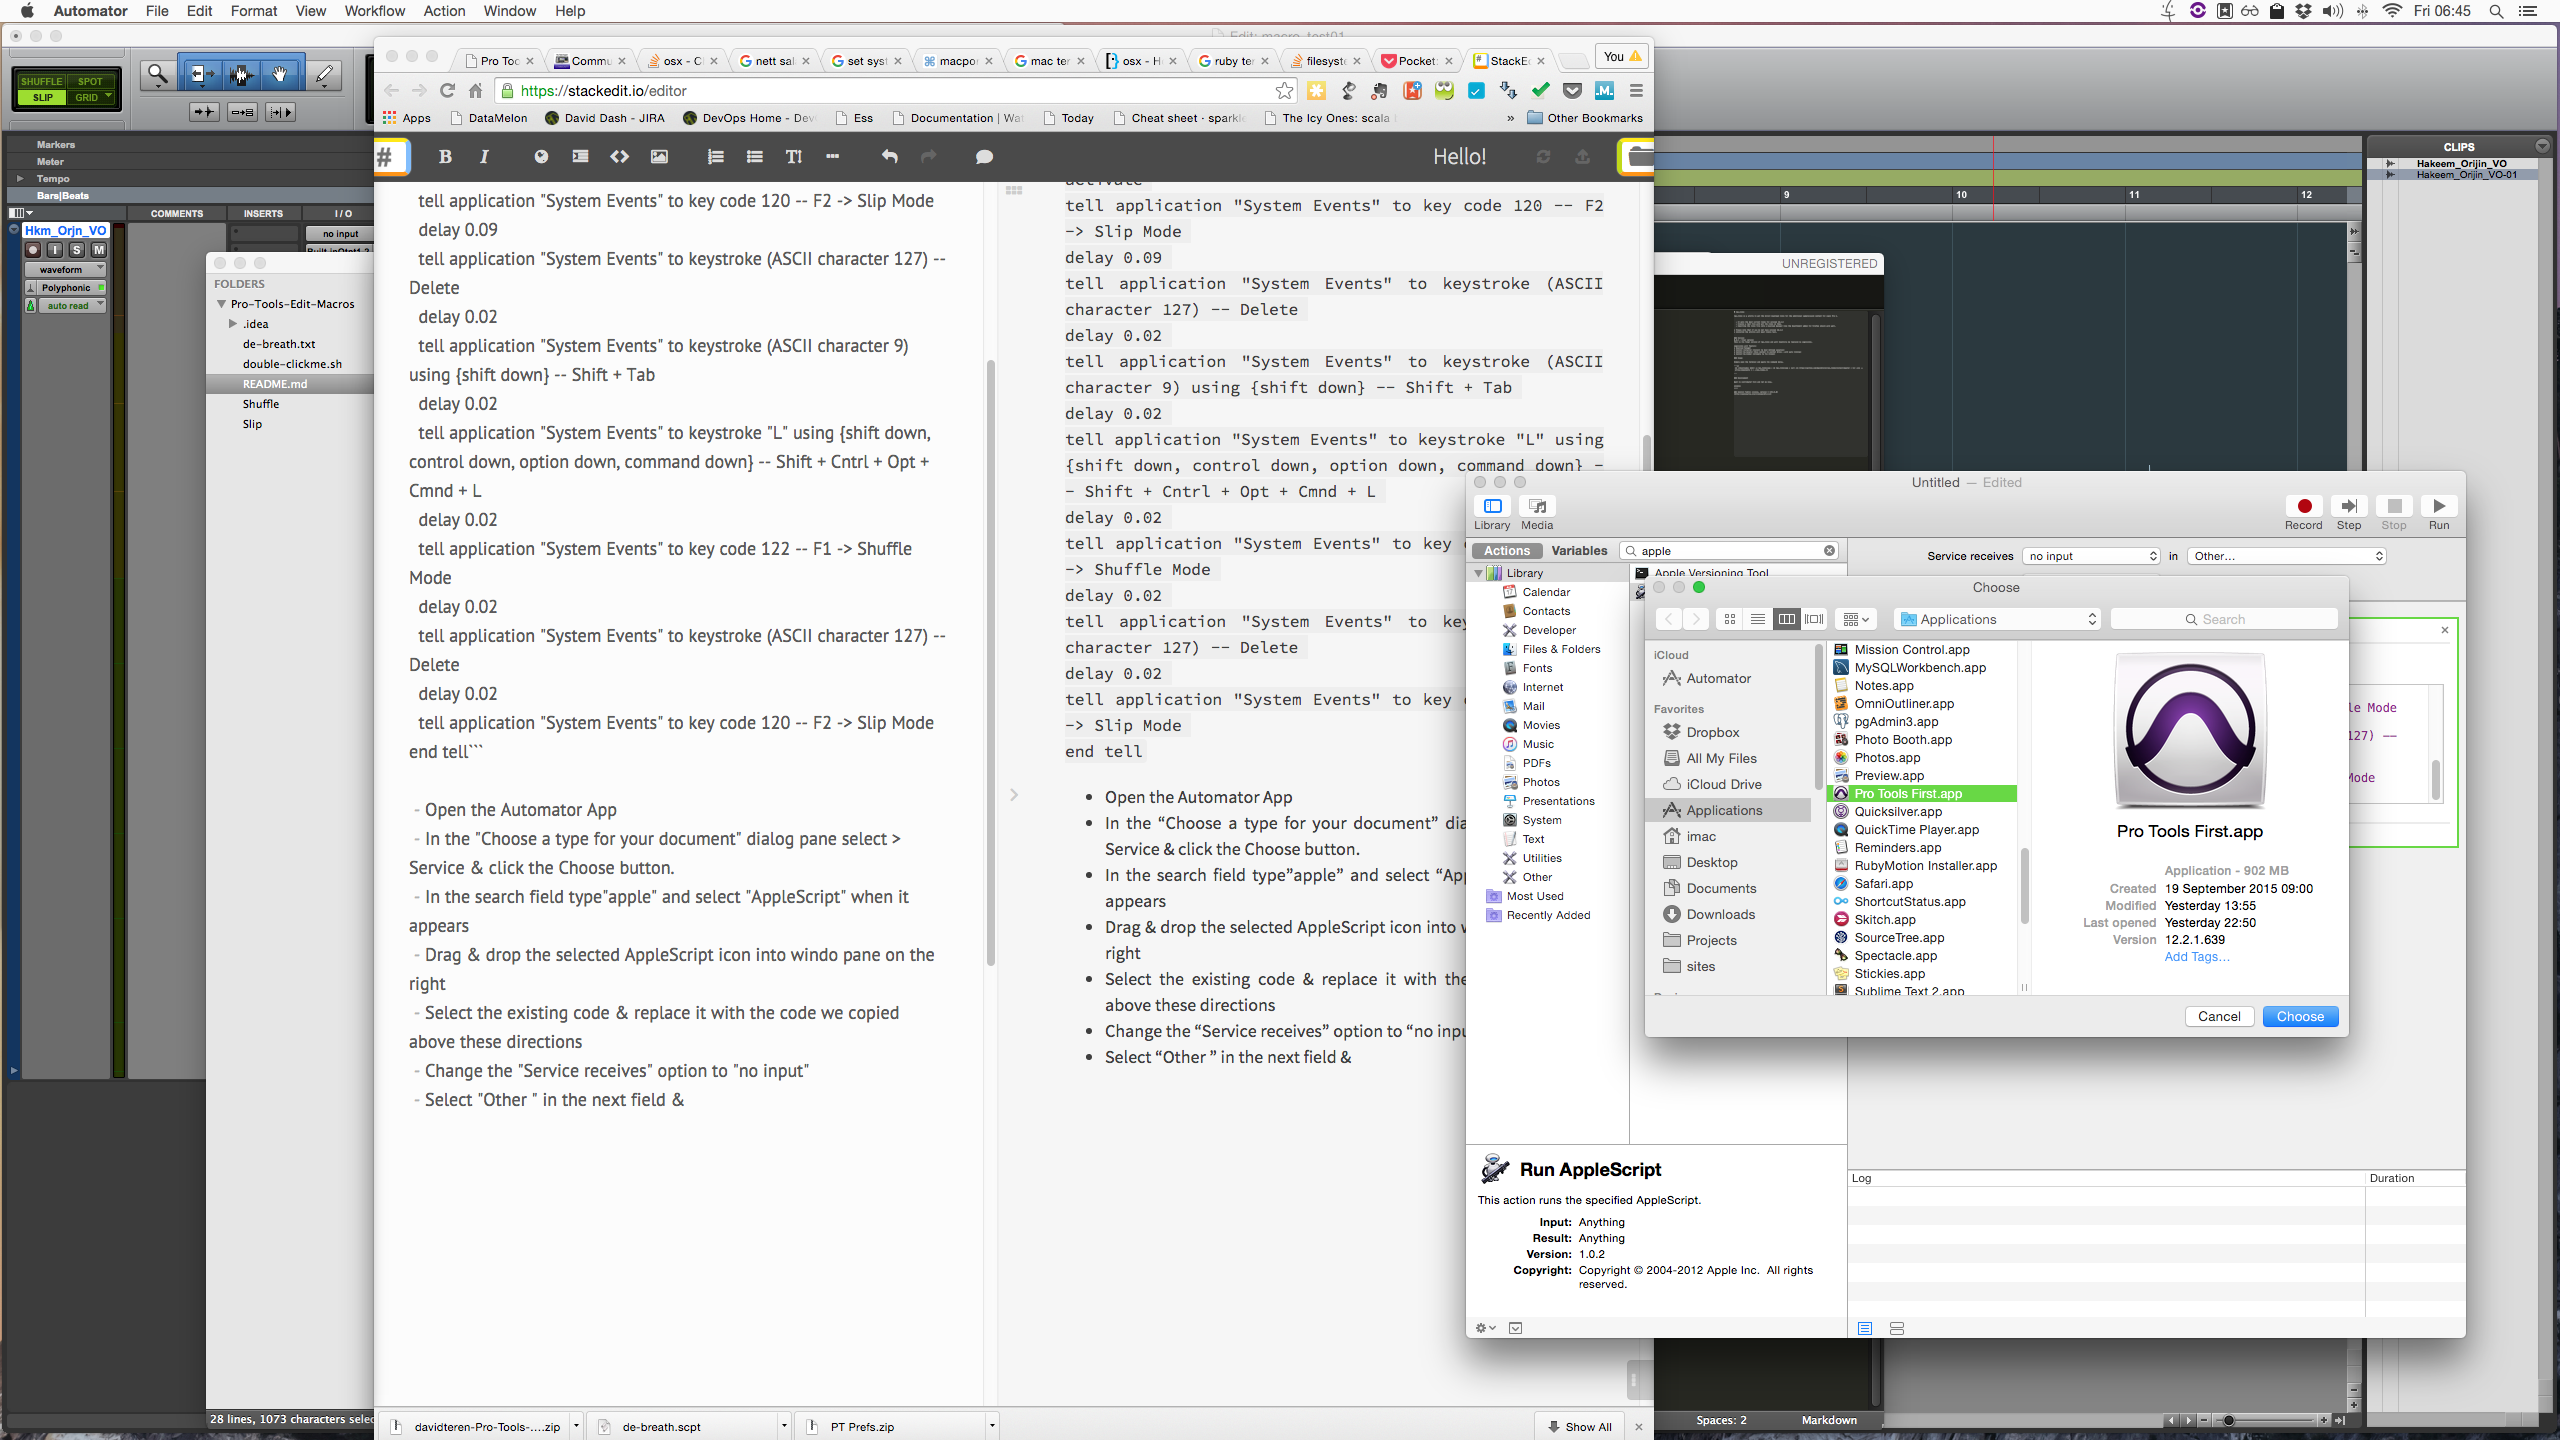 Automator File Edit Format View Workflow Action Window Help
Fri 06:45
SHUFFLE SPOT
SLIP GRID
Markers
Meter
Tempo
Bars|Beats
COMMENTS INSERTS I / O
Hkm_Orjn_VO
no input
I S M
waveform
Polyphonic
auto read
FOLDERS
Pro-Tools-Edit-Macros
.idea
de-breath.txt
double-clickme.sh
README.md
Shuffle
Slip
28 lines, 1073 characters selec
Pro Too
Commu
osx - C
nett sal
set syst
macpor
mac ter
osx - H
ruby ter
filesyste
Pocket:
StackEd
You
https://stackedit.io/editor
Apps
DataMelon
David Dash - JIRA
DevOps Home - Dev
Ess
Documentation | Wat
Today
Cheat sheet · sparkle
The Icy Ones: scala
»
Other Bookmarks
Hello!
tell application "System Events" to key code 120 -- F2 -> Slip Mode
delay 0.09
tell application "System Events" to keystroke (ASCII character 127) --
Delete
delay 0.02
tell application "System Events" to keystroke (ASCII character 9)
using {shift down} -- Shift + Tab
delay 0.02
tell application "System Events" to keystroke "L" using {shift down,
control down, option down, command down} -- Shift + Cntrl + Opt +
Cmnd + L
delay 0.02
tell application "System Events" to key code 122 -- F1 -> Shuffle
Mode
delay 0.02
tell application "System Events" to keystroke (ASCII character 127) --
Delete
delay 0.02
tell application "System Events" to key code 120 -- F2 -> Slip Mode
end tell```
- Open the Automator App
- In the "Choose a type for your document" dialog pane select >
Service & click the Choose button.
- In the search field type"apple" and select "AppleScript" when it
appears
- Drag & drop the selected AppleScript icon into windo pane on the
right
- Select the existing code & replace it with the code we copied
above these directions
- Change the "Service receives" option to "no input"
- Select "Other " in the next field &
activate
tell application "System Events" to key code 120 -- F2
-> Slip Mode
delay 0.09
tell application "System Events" to keystroke (ASCII
character 127) -- Delete
delay 0.02
tell application "System Events" to keystroke (ASCII
character 9) using {shift down} -- Shift + Tab
delay 0.02
tell application "System Events" to keystroke "L" using
{shift down, control down, option down, command down} -
- Shift + Cntrl + Opt + Cmnd + L
delay 0.02
tell application "System Events" to key
-> Shuffle Mode
delay 0.02
tell application "System Events" to key
character 127) -- Delete
delay 0.02
tell application "System Events" to key
-> Slip Mode
end tell
• Open the Automator App
• In the “Choose a type for your document” dia
Service & click the Choose button.
• In the search field type”apple” and select “Ap
appears
• Drag & drop the selected AppleScript icon into w
right
• Select the existing code & replace it with the
above these directions
• Change the “Service receives” option to “no inpu
• Select “Other ” in the next field &
davidteren-Pro-Tools-....zip
de-breath.scpt
PT Prefs.zip
Show All
9 10 11 12
CLIPS
Hakeem_Orijin_VO
Hakeem_Orijin_VO-01
UNREGISTERED
Untitled — Edited
Library Media
Record Step Stop Run
Actions Variables
apple
Service receives no input in Other...
Library
Calendar
Contacts
Developer
Files & Folders
Fonts
Internet
Mail
Movies
Music
PDFs
Photos
Presentations
System
Text
Utilities
Other
Most Used
Recently Added
Apple Versioning Tool
Choose
Applications
Search
iCloud
Automator
Favorites
Dropbox
All My Files
iCloud Drive
Applications
imac
Desktop
Documents
Downloads
Projects
sites
Mission Control.app
MySQLWorkbench.app
Notes.app
OmniOutliner.app
pgAdmin3.app
Photo Booth.app
Photos.app
Preview.app
Pro Tools First.app
Quicksilver.app
QuickTime Player.app
Reminders.app
RubyMotion Installer.app
Safari.app
ShortcutStatus.app
Skitch.app
SourceTree.app
Spectacle.app
Stickies.app
Sublime Text 2.app
Pro Tools First.app
Application - 902 MB
Created 19 September 2015 09:00
Modified Yesterday 13:55
Last opened Yesterday 22:50
Version 12.2.1.639
Add Tags...
Cancel Choose
le Mode
127) --
Mode
Run AppleScript
This action runs the specified AppleScript.
Input: Anything
Result: Anything
Version: 1.0.2
Copyright: Copyright © 2004-2012 Apple Inc. All rights
reserved.
Log Duration
Spaces: 2 Markdown